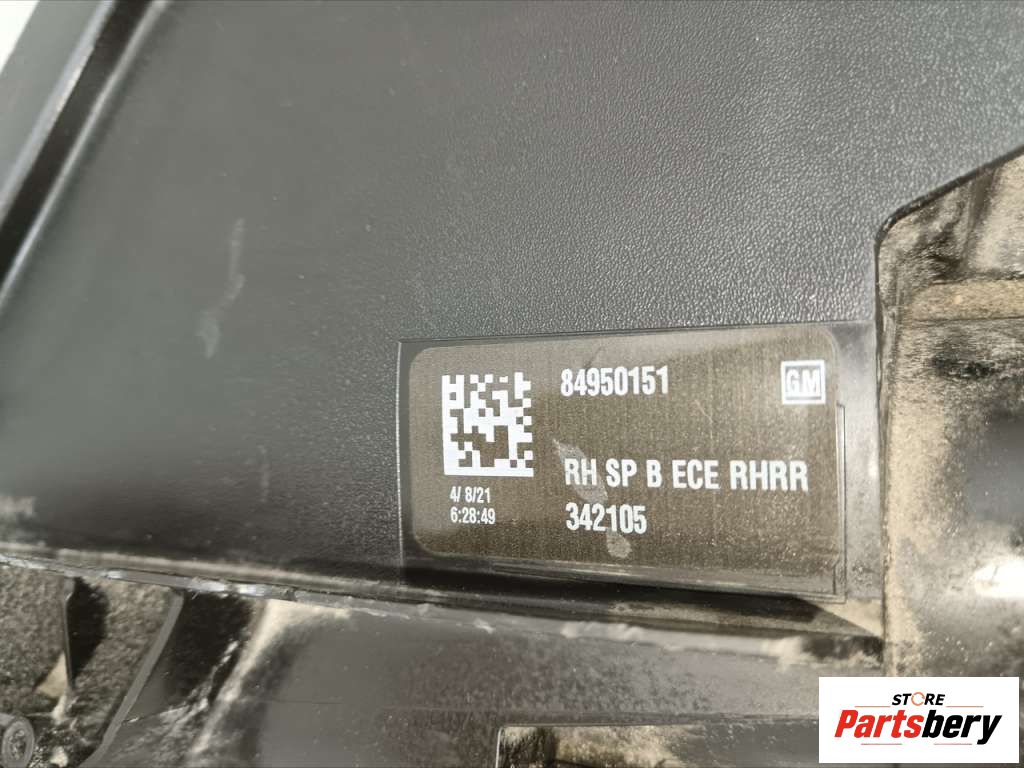 84950151
GM
RH SP B ECE RHRR
342105
4/ 8/21
6:28:49
STORE
Partsbery